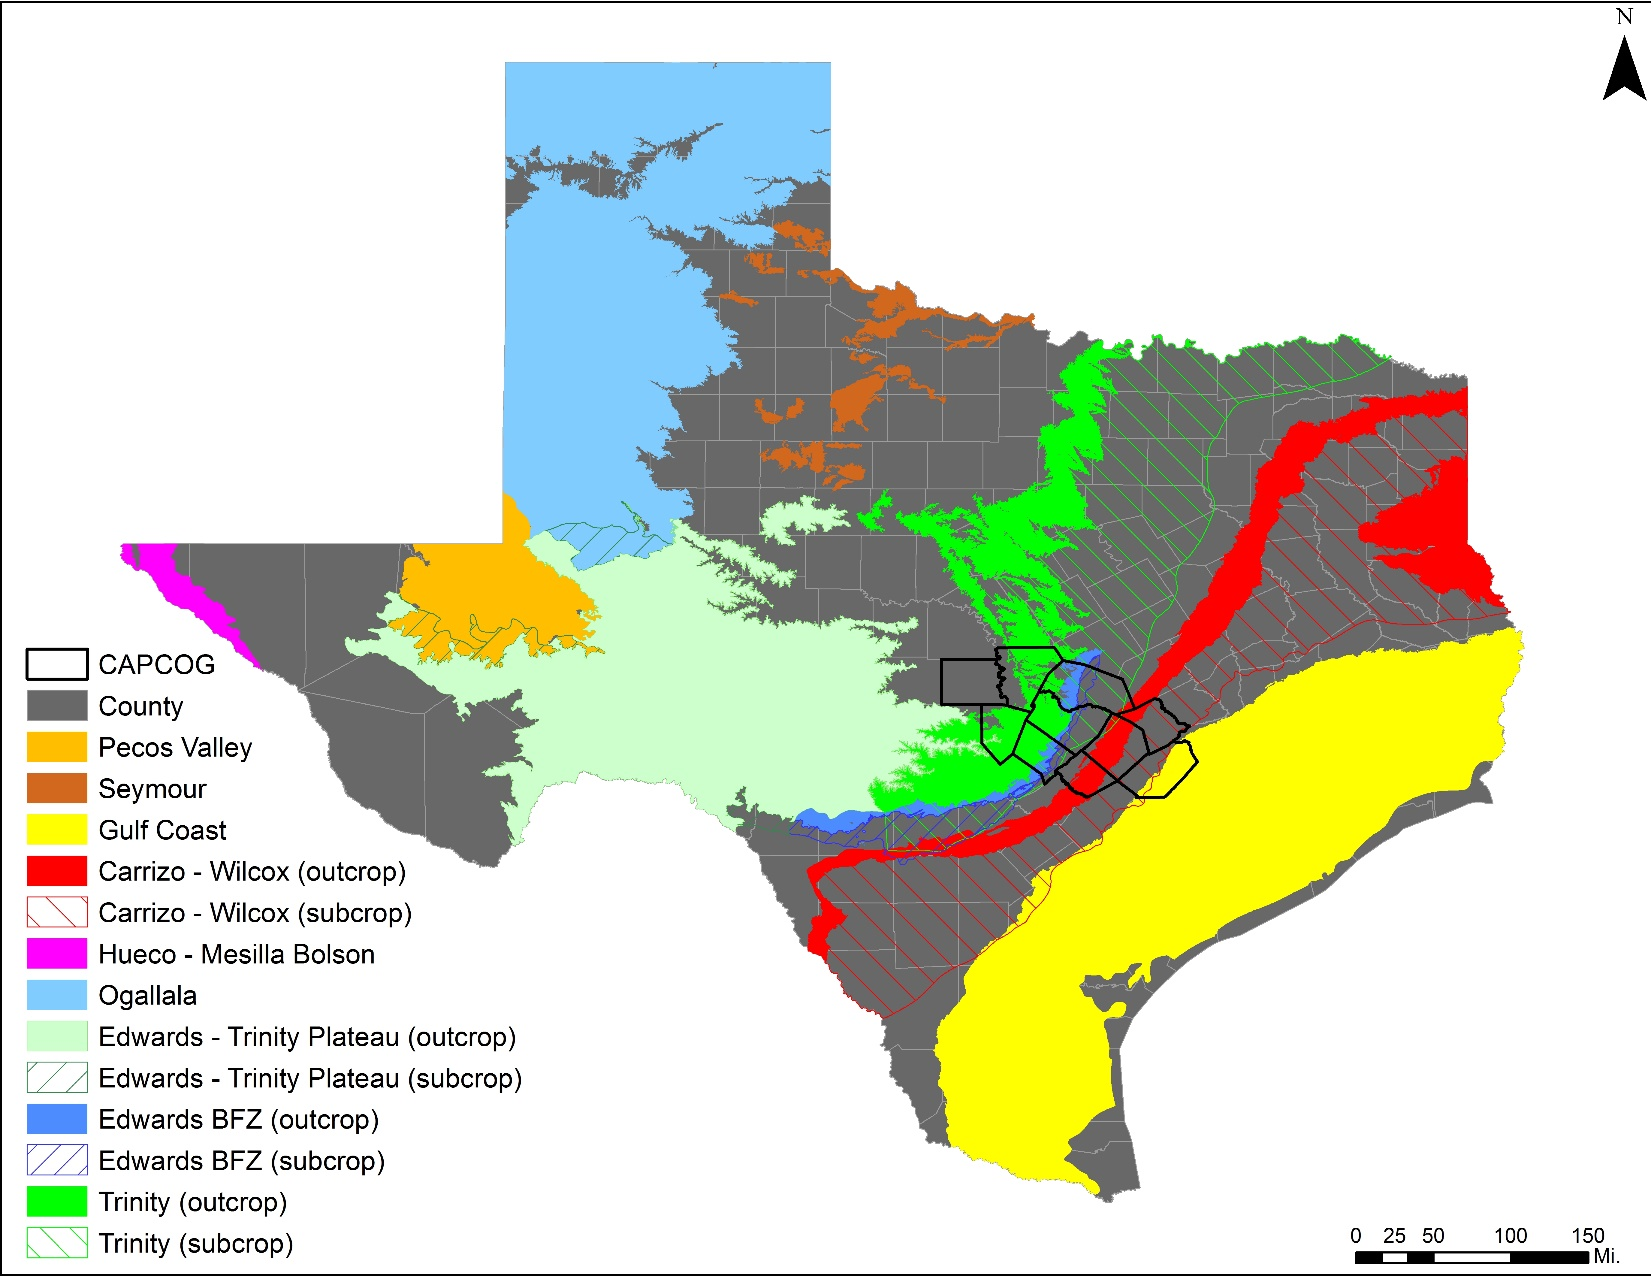 N
CAPCOG
County
Pecos Valley
Seymour
Gulf Coast
Carrizo - Wilcox (outcrop)
Carrizo - Wilcox (subcrop)
Hueco - Mesilla Bolson
Ogallala
Edwards - Trinity Plateau (outcrop)
Edwards - Trinity Plateau (subcrop)
Edwards BFZ (outcrop)
Edwards BFZ (subcrop)
Trinity (outcrop)
Trinity (subcrop)
0 25 50 100 150
Mi.